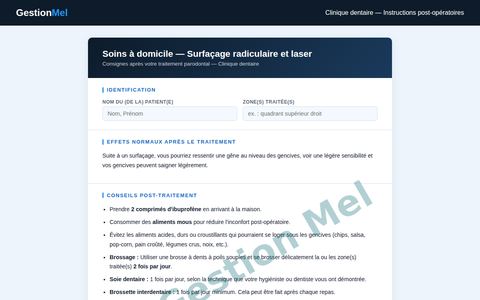 GestionMel
Clinique dentaire — Instructions post-opératoires
Soins à domicile — Surfaçage radiculaire et laser
Consignes après votre traitement parodontal — Clinique dentaire
IDENTIFICATION
NOM DU (DE LA) PATIENT(E)
ZONE(S) TRAITÉE(S)
Nom, Prénom
ex. : quadrant supérieur droit
EFFETS NORMAUX APRÈS LE TRAITEMENT
Suite à un surfaçage, vous pourriez ressentir une gêne au niveau des gencives, voir une légère sensibilité et
vos gencives peuvent saigner légèrement.
CONSEILS POST-TRAITEMENT
• Prendre 2 comprimés d'ibuprofène en arrivant à la maison.
• Consommer des aliments mous pour réduire l'inconfort post-opératoire.
• Évitez les aliments acides, durs ou croustillants qui pourraient se loger sous les gencives (chips, salsa,
pop-corn, pain croûté, légumes crus, noix, etc.).
• Brossage : Utiliser une brosse à dents à poils souples et se brosser délicatement la ou les zone(s)
traitée(s) 2 fois par jour.
• Soie dentaire : 1 fois par jour, selon la technique que votre hygiéniste ou dentiste vous ont démontrée.
• Brossette interdentaire : 1 fois par jour minimum. Cela peut être fait après chaque repas.
Gestion Mel